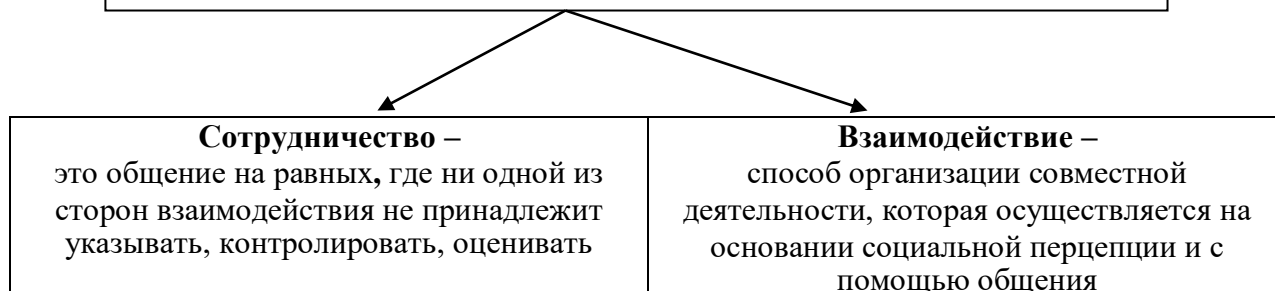 Сотрудничество –
это общение на равных, где ни одной из
сторон взаимодействия не принадлежит
указывать, контролировать, оценивать
Взаимодействие –
способ организации совместной
деятельности, которая осуществляется на
основании социальной перцепции и с
помощью общения